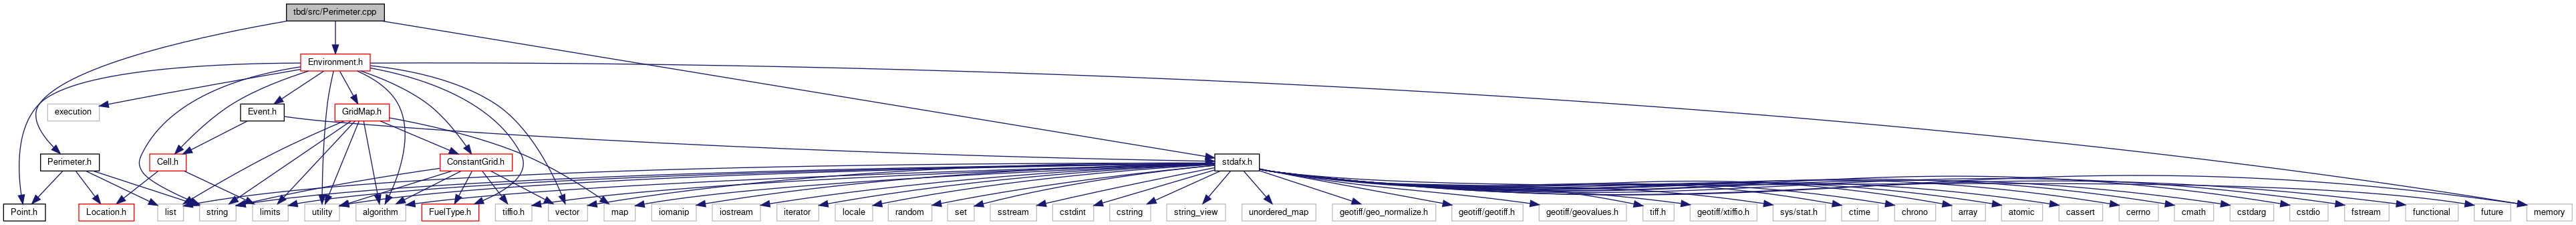 tbd/src/Perimeter.cpp
Environment.h
execution
Event.h
GridMap.h
Perimeter.h
Cell.h
ConstantGrid.h
stdafx.h
Point.h
Location.h
list
string
limits
utility
algorithm
FuelType.h
tiffio.h
vector
map
iomanip
iostream
iterator
locale
random
set
sstream
cstdint
cstring
string_view
unordered_map
geotiff/geo_normalize.h
geotiff/geotiff.h
geotiff/geovalues.h
tiff.h
geotiff/xtiffio.h
sys/stat.h
ctime
chrono
array
atomic
cassert
cerrno
cmath
cstdarg
cstdio
fstream
functional
future
memory